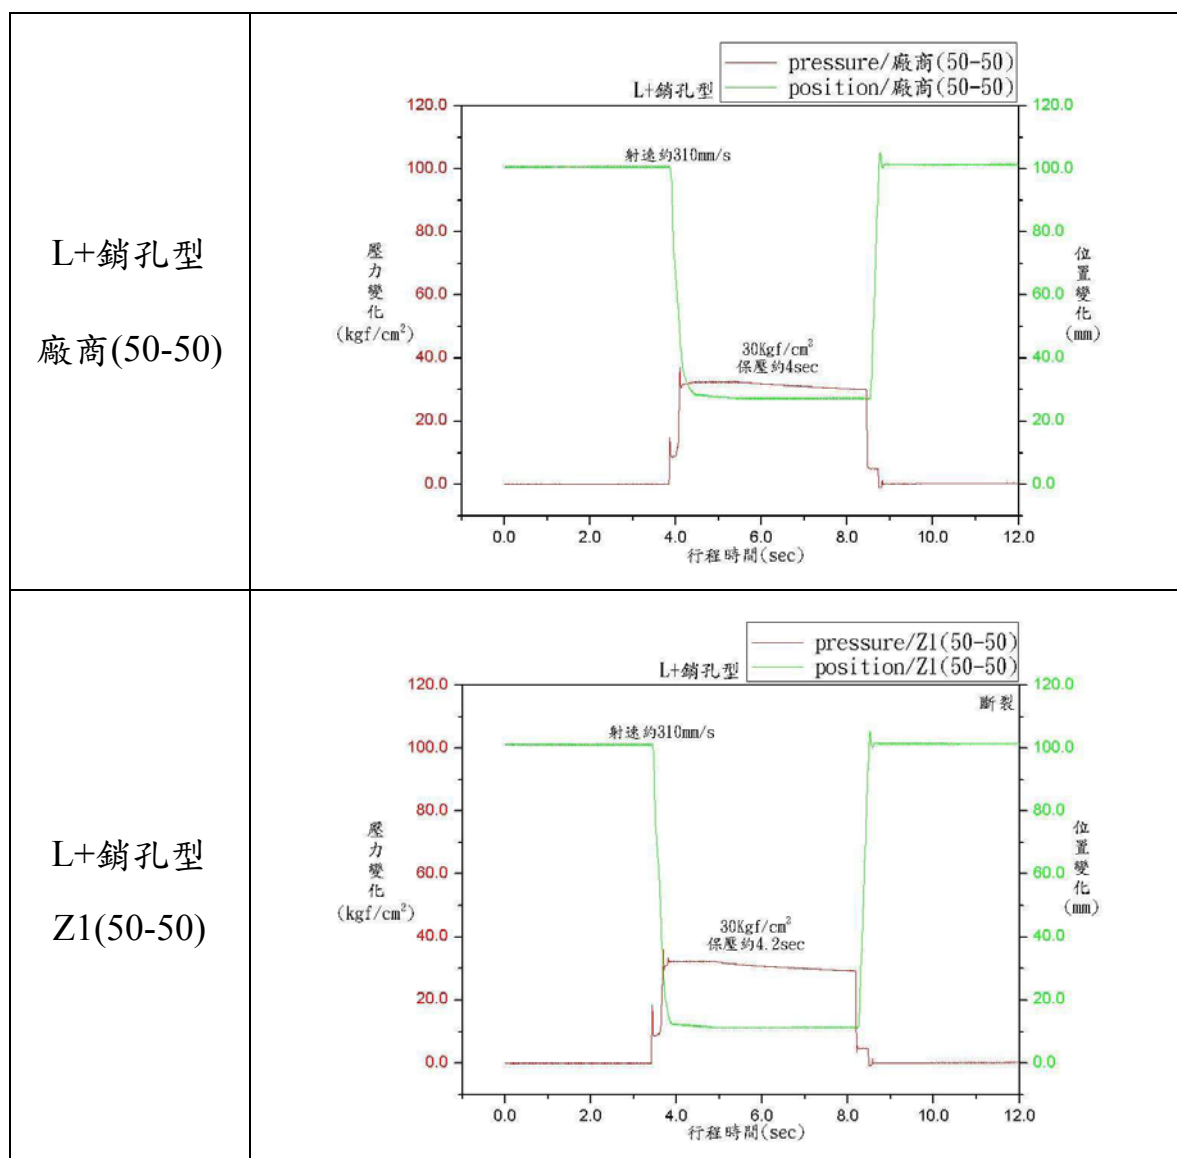 L+銷孔型
廠商(50-50)
pressure/廠商(50-50)
position/廠商(50-50)
L+銷孔型
120.0
100.0
80.0
60.0
40.0
20.0
0.0
壓力變化
(kgf/cm²)
射速約310mm/s
30Kgf/cm²
保壓約4sec
120.0
100.0
80.0
60.0
40.0
20.0
0.0
位置變化
(mm)
0.0 2.0 4.0 6.0 8.0 10.0 12.0
行程時間(sec)
L+銷孔型
Z1(50-50)
pressure/Z1(50-50)
position/Z1(50-50)
L+銷孔型
120.0
100.0
80.0
60.0
40.0
20.0
0.0
壓力變化
(kgf/cm²)
斷裂
射速約310mm/s
30Kgf/cm²
保壓約4.2sec
120.0
100.0
80.0
60.0
40.0
20.0
0.0
位置變化
(mm)
0.0 2.0 4.0 6.0 8.0 10.0 12.0
行程時間(sec)